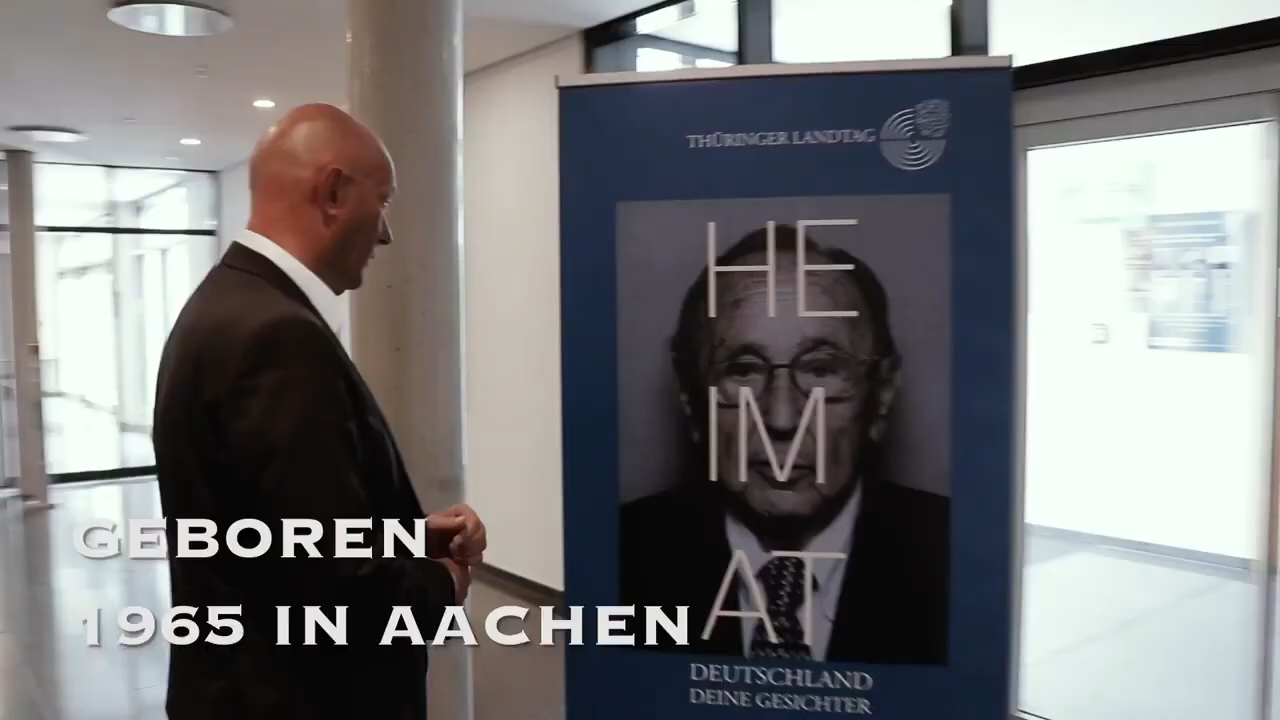 THÜRINGER LANDTAG
HE
IM
AT
GEBOREN
1965 IN AACHEN
DEUTSCHLAND
DEINE GESICHTER